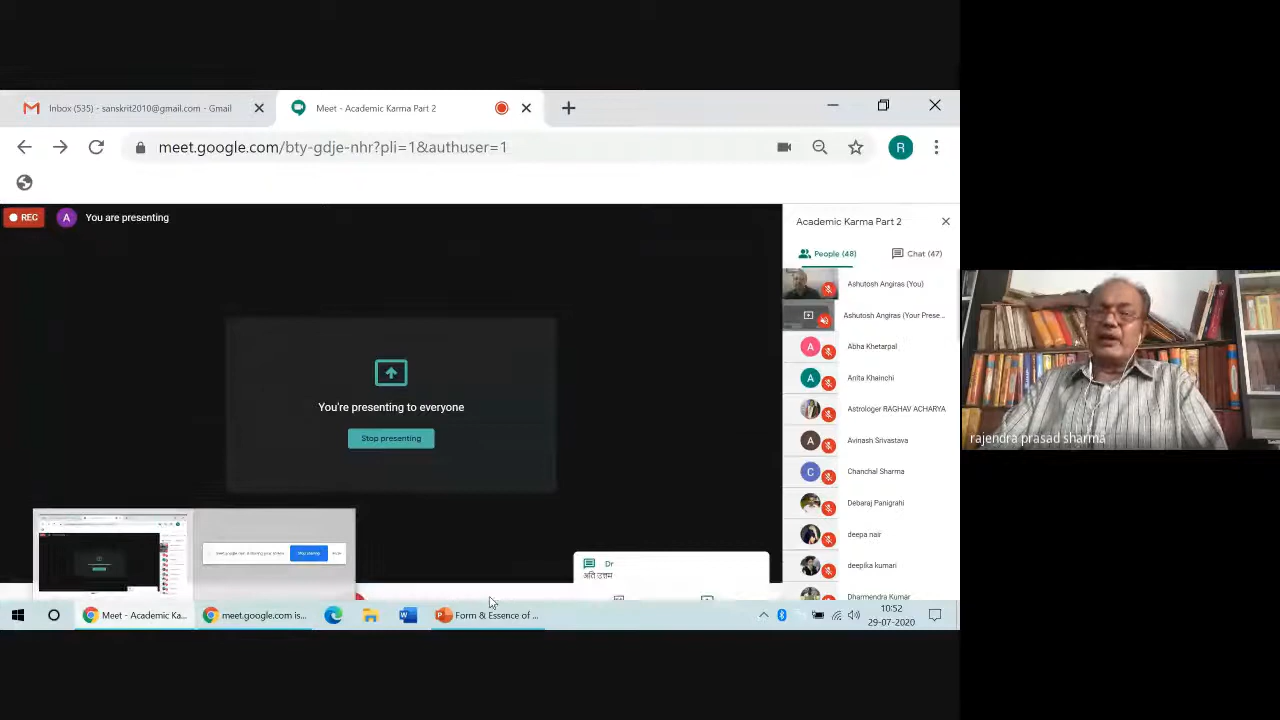 Inbox (535) - sanskrit2010@gmail.com - Gmail
Meet - Academic Karma Part 2
meet.google.com/bty-gdje-nhr?pli=1&authuser=1
R
REC
A
You are presenting
Academic Karma Part 2
People (48)
Chat (47)
You're presenting to everyone
Stop presenting
Ashutosh Angiras (You)
Ashutosh Angiras (Your Prese...
A
Abha Khetarpal
A
Anita Khainchi
Astrologer RAGHAV ACHARYA
A
Avinash Srivastava
C
Chanchal Sharma
Debaraj Panigrahi
deepa nair
deepika kumari
Dharmendra Kumar
rajendra prasad sharma
Dr
अति उत्तम
Meet - Academic Ka...
meet.google.com is...
Form & Essence of ...
10:52
29-07-2020